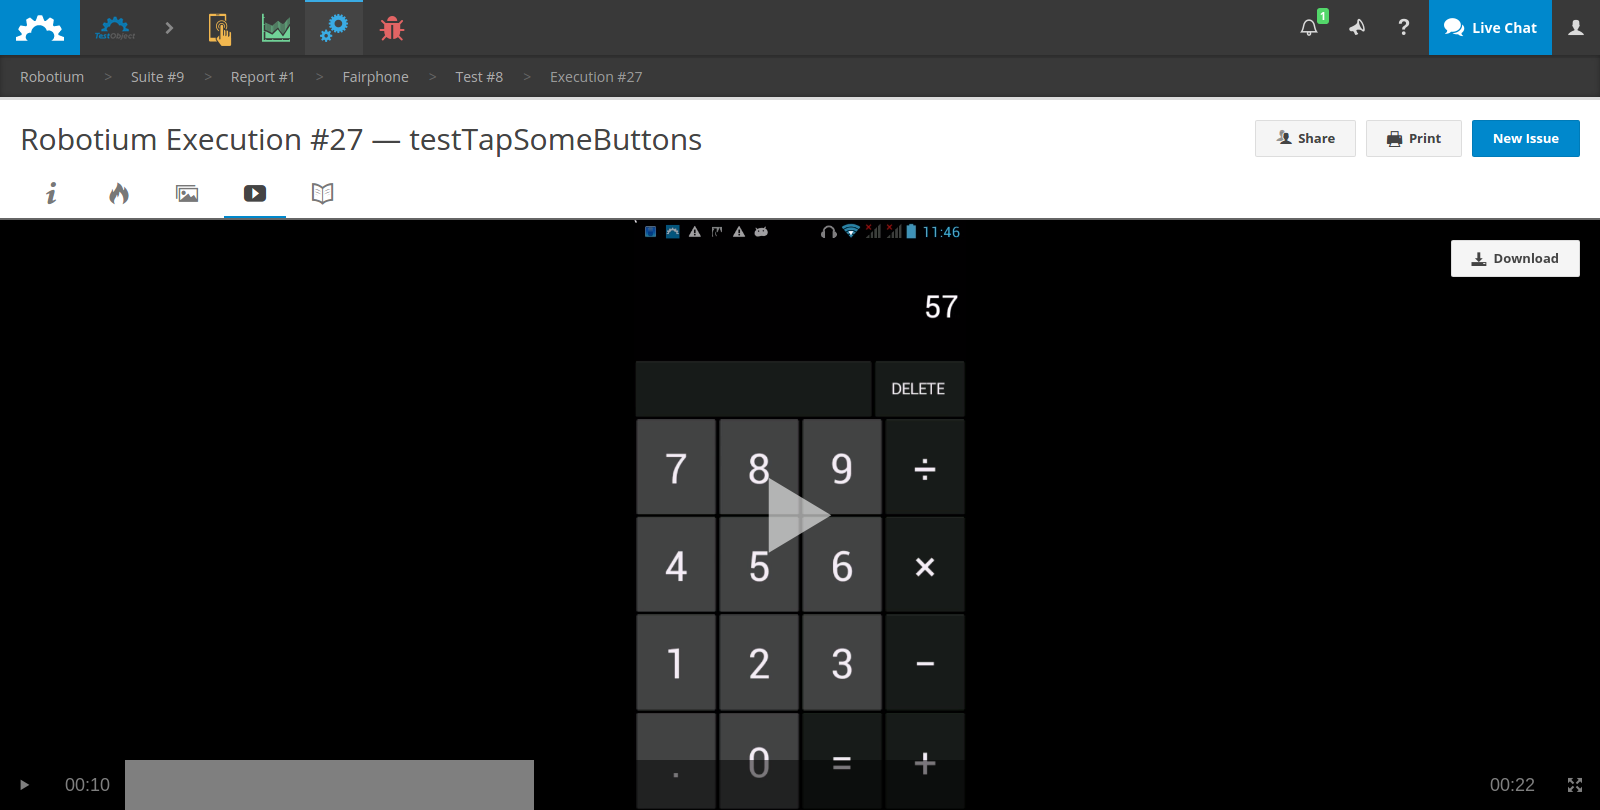 TestObject
1
?
Live Chat
Robotium > Suite #9 > Report #1 > Fairphone > Test #8 > Execution #27
Robotium Execution #27 — testTapSomeButtons
Share
Print
New Issue
i
11:46
Download
57
DELETE
7 8 9 ÷
4 5 6 ×
1 2 3 −
. 0 = +
00:10
00:22